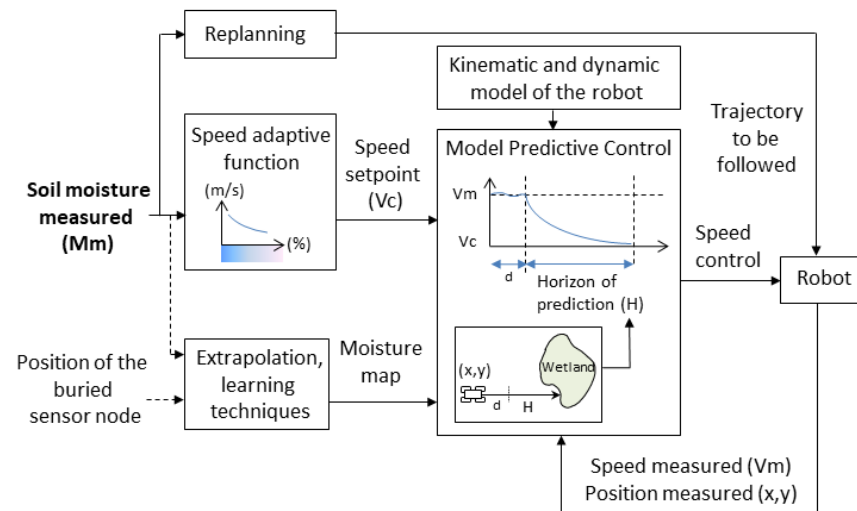 Replanning
Kinematic and dynamic
model of the robot
Trajectory
to be
followed
Speed adaptive
function
(m/s)
(%)
Speed
setpoint
(Vc)
Model Predictive Control
Vm
Vc
d
Horizon of
prediction (H)
Soil moisture
measured
(Mm)
Speed
control
Robot
Position of the
buried
sensor node
Extrapolation,
learning
techniques
Moisture
map
(x,y)
Wetland
d
H
Speed measured (Vm)
Position measured (x,y)